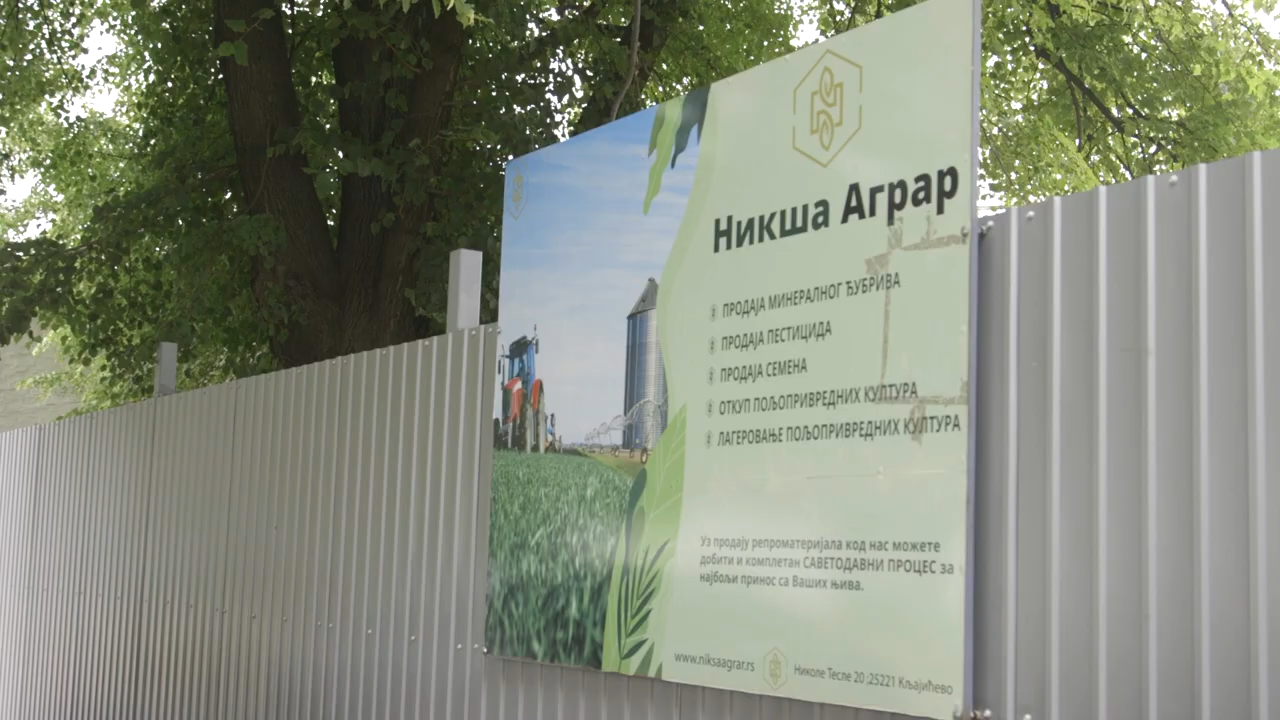 Никша Аграр
ПРОДАЈА МИНЕРАЛНОГ ЂУБРИВА
ПРОДАЈА ПЕСТИЦИДА
ПРОДАЈА СЕМЕНА
ОТКУП ПОЉОПРИВРЕДНИХ КУЛТУРА
ЛАГЕРОВАЊЕ ПОЉОПРИВРЕДНИХ КУЛТУРА
Уз продају репроматеријала код нас можете
добити и комплетан САВЕТОДАВНИ ПРОЦЕС за
најбољи принос са Ваших њива.
www.niksaagrar.rs Николе Тесле 20 ;25221 Кљајићево